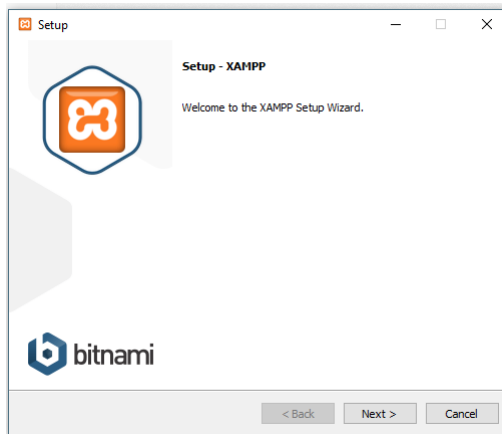 Setup
Setup - XAMPP
Welcome to the XAMPP Setup Wizard.
bitnami
< Back
Next >
Cancel